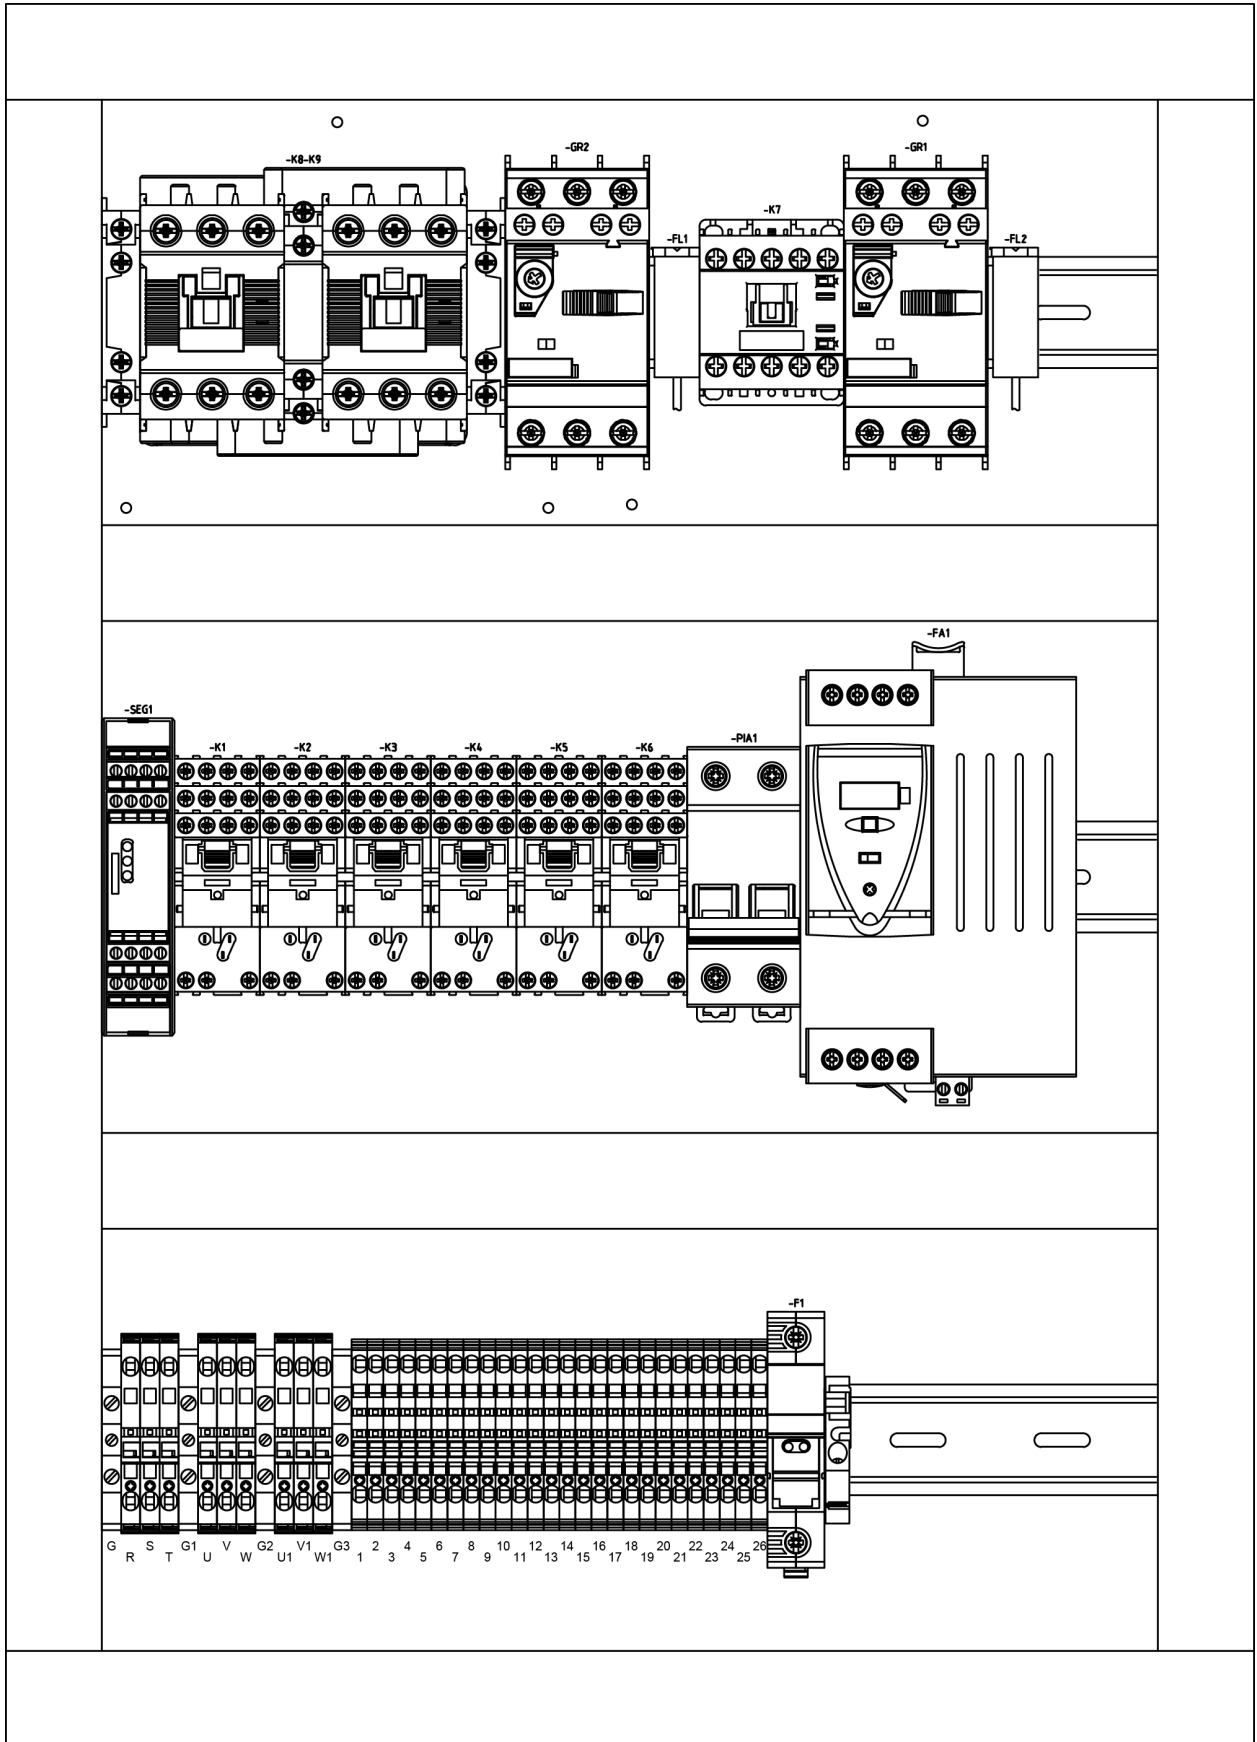 -K8-K9
-GR2
-GR1
-K7
-FL1
-FL2
-FA1
-SEG1
-K1 -K2 -K3 -K4 -K5 -K6
-PIA1
-F1
G S G1 V G2 V1 G3 2 4 6 8 10 12 14 16 18 20 22 24 26
R T U W U1 W1 1 3 5 7 9 11 13 15 17 19 21 23 25